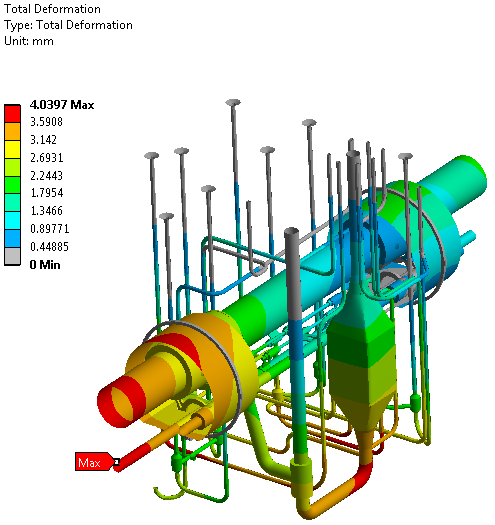 Total Deformation
Type: Total Deformation
Unit: mm
4.0397 Max
3.5908
3.142
2.6931
2.2443
1.7954
1.3466
0.89771
0.44885
0 Min
Max